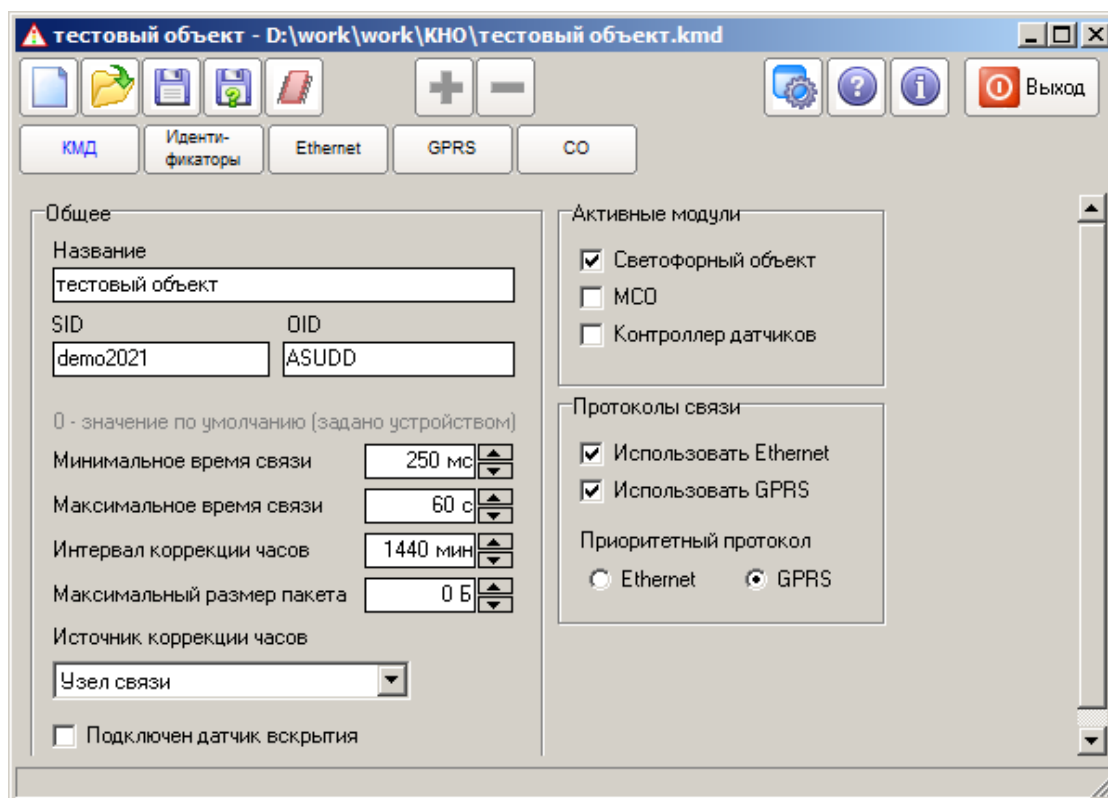 тестовый объект - D:\work\work\КНО\тестовый объект.kmd
Выход
КМД
Иденти-
фикаторы
Ethernet
GPRS
СО
Общее
Название
тестовый объект
SID
OID
demo2021
ASUDD
0 - значение по умолчанию (задано устройством)
Минимальное время связи
250 мс
Максимальное время связи
60 с
Интервал коррекции часов
1440 мин
Максимальный размер пакета
0 Б
Источник коррекции часов
Узел связи
Подключен датчик вскрытия
Активные модули
Светофорный объект
МСО
Контроллер датчиков
Протоколы связи
Использовать Ethernet
Использовать GPRS
Приоритетный протокол
Ethernet
GPRS